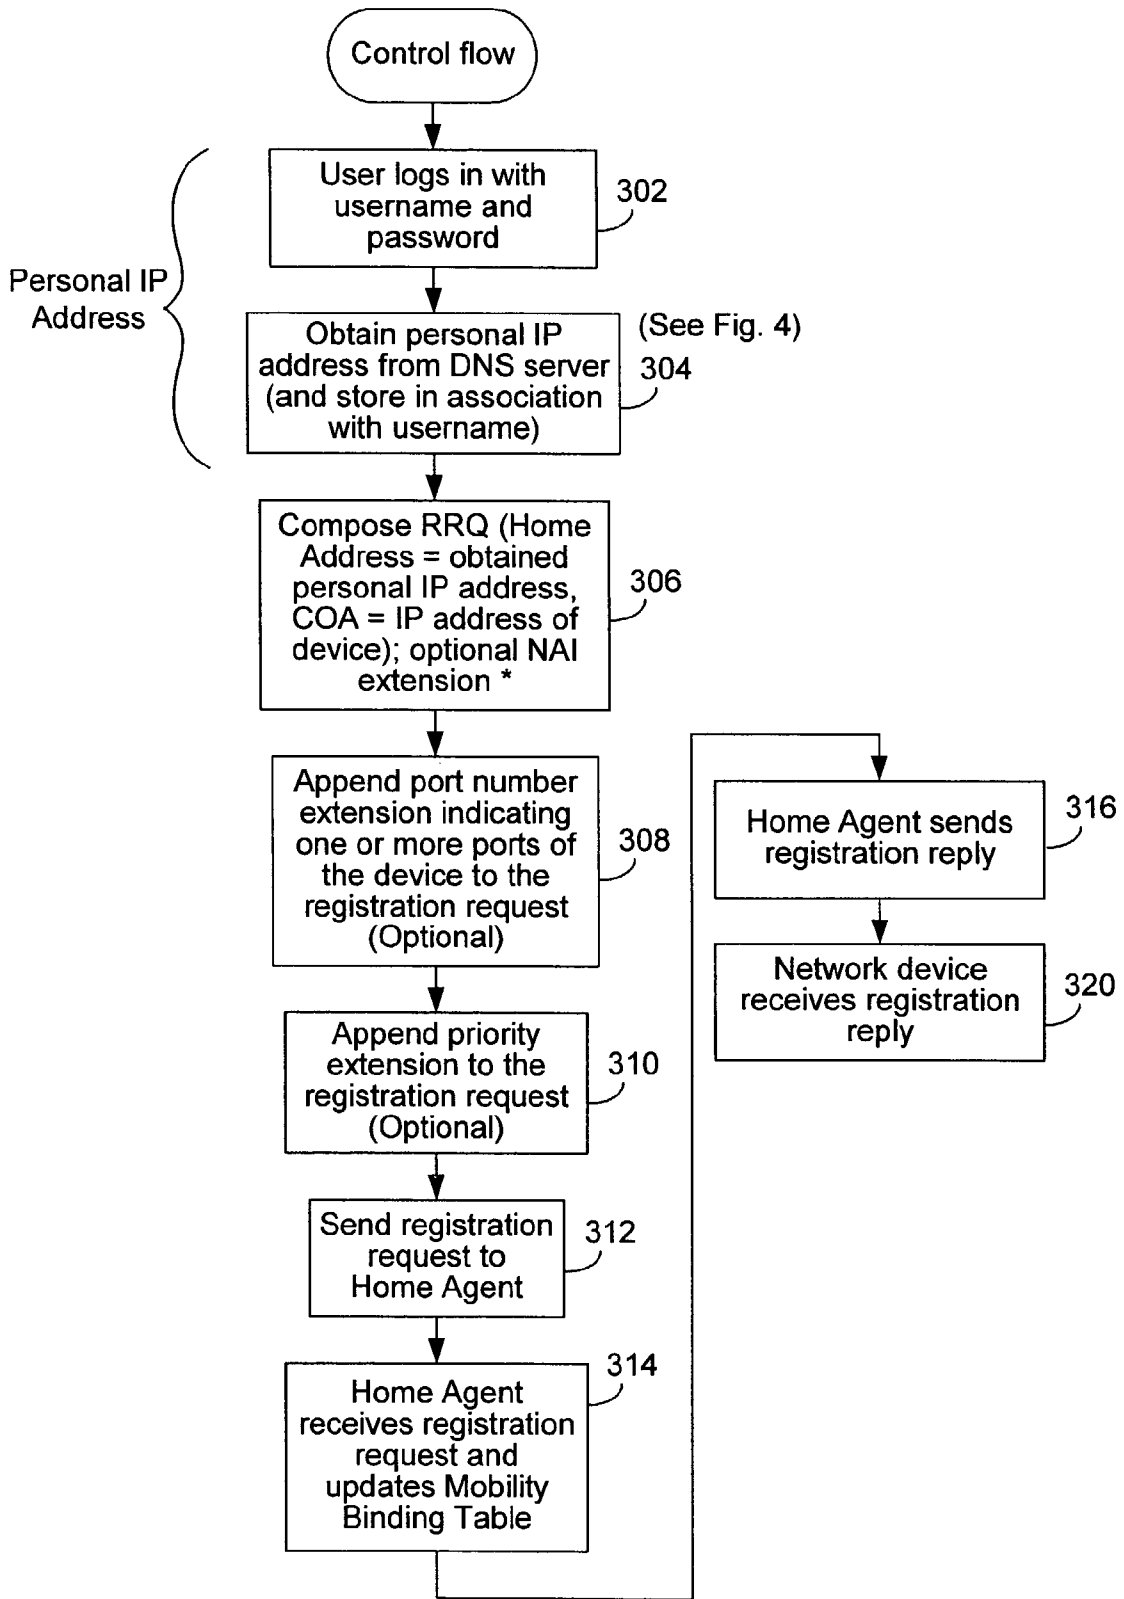 Control flow
User logs in with
username and
password
302
Personal IP
Address
(See Fig. 4)
Obtain personal IP
address from DNS server
(and store in association
with username)
304
Compose RRQ (Home
Address = obtained
personal IP address,
COA = IP address of
device); optional NAI
extension *
306
Append port number
extension indicating
one or more ports of
the device to the
registration request
(Optional)
308
Append priority
extension to the
registration request
(Optional)
310
Send registration
request to
Home Agent
312
Home Agent
receives registration
request and
updates Mobility
Binding Table
314
Home Agent sends
registration reply
316
Network device
receives registration
reply
320